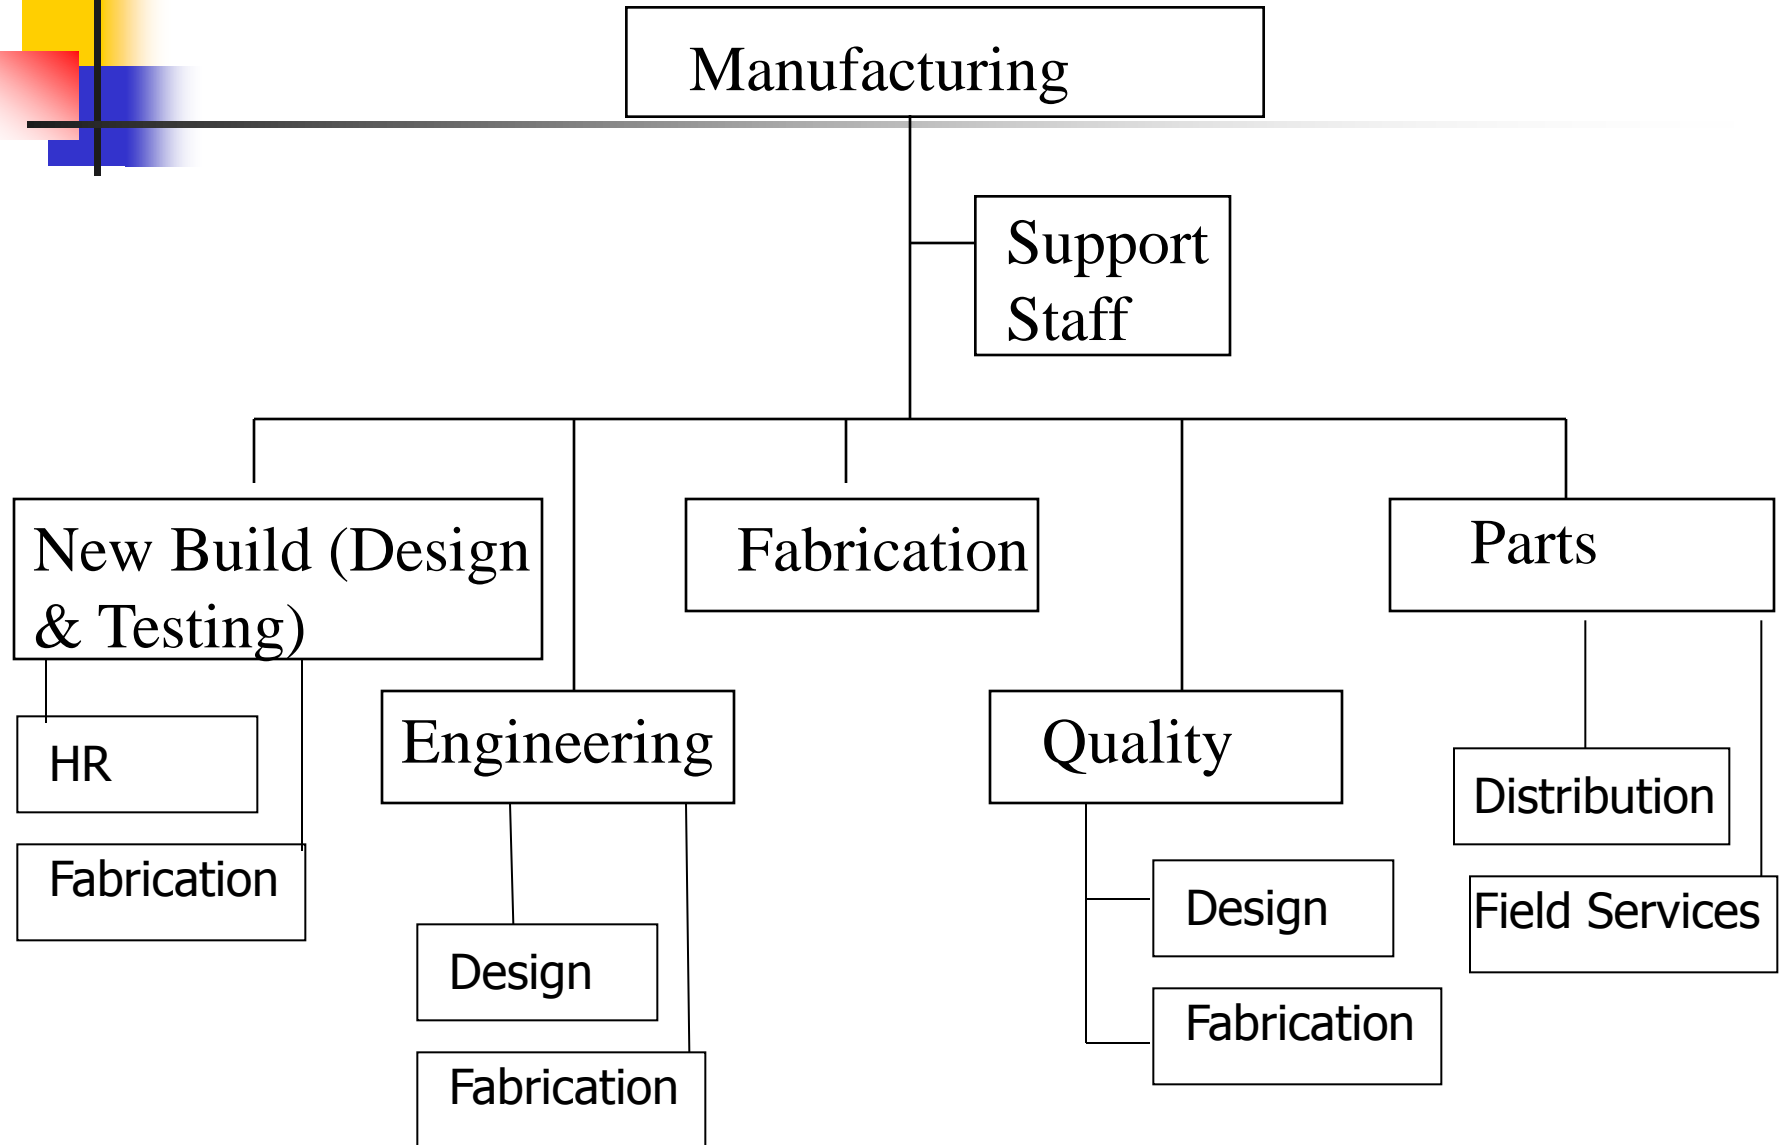 Manufacturing
Support
Staff
New Build (Design
& Testing)
Fabrication
Parts
Engineering
Quality
HR
Fabrication
Design
Fabrication
Design
Fabrication
Distribution
Field Services